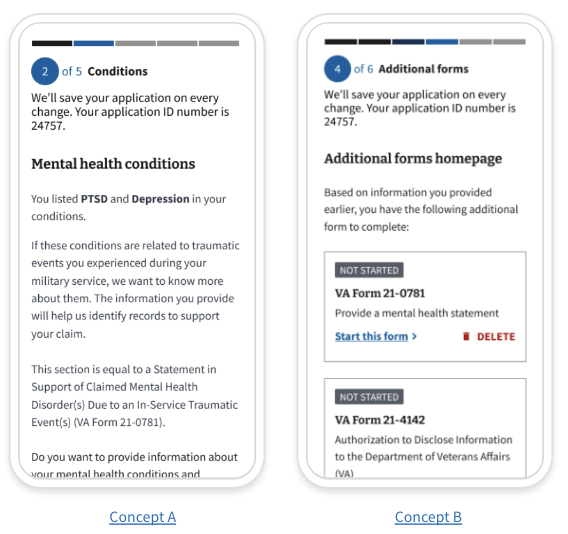 2 of 5 Conditions
We'll save your application on every
change. Your application ID number is
24757.
Mental health conditions
You listed PTSD and Depression in your
conditions.
If these conditions are related to traumatic
events you experienced during your
military service, we want to know more
about them. The information you provide
will help us identify records to support
your claim.
This section is equal to a Statement in
Support of Claimed Mental Health
Disorder(s) Due to an In-Service Traumatic
Event(s) (VA Form 21-0781).
Do you want to provide information about
your mental health conditions and
Concept A
4 of 6 Additional forms
We'll save your application on every
change. Your application ID number is
24757.
Additional forms homepage
Based on information you provided
earlier, you have the following additional
form to complete:
NOT STARTED
VA Form 21-0781
Provide a mental health statement
Start this form > DELETE
NOT STARTED
VA Form 21-4142
Authorization to Disclose Information
to the Department of Veterans Affairs
(VA)
Concept B